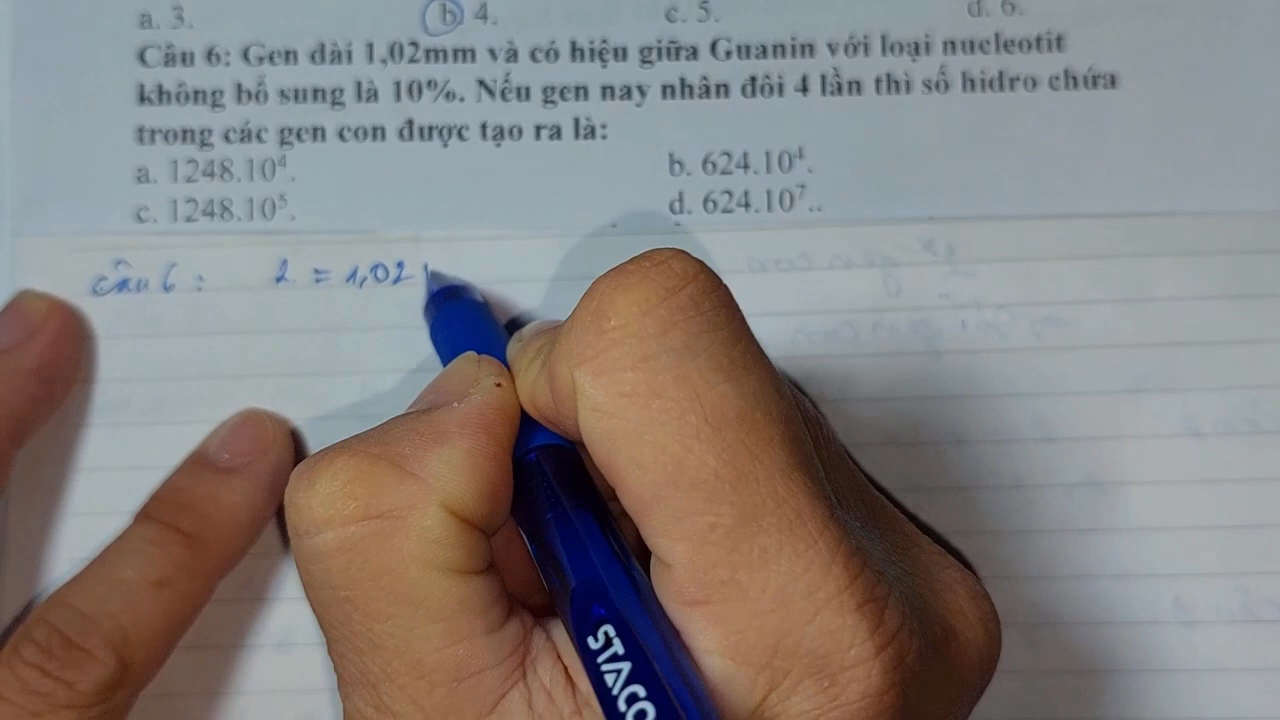 a. 3. b. 4. c. 5. d. 6.
Câu 6: Gen dài 1,02mm và có hiệu giữa Guanin với loại nucleotit
không bổ sung là 10%. Nếu gen nay nhân đôi 4 lần thì số hidro chứa
trong các gen con được tạo ra là:
a. 1248.10⁴. b. 624.10⁴.
c. 1248.10⁵. d. 624.10⁷..
câu 6 : L = 1,02
STACO